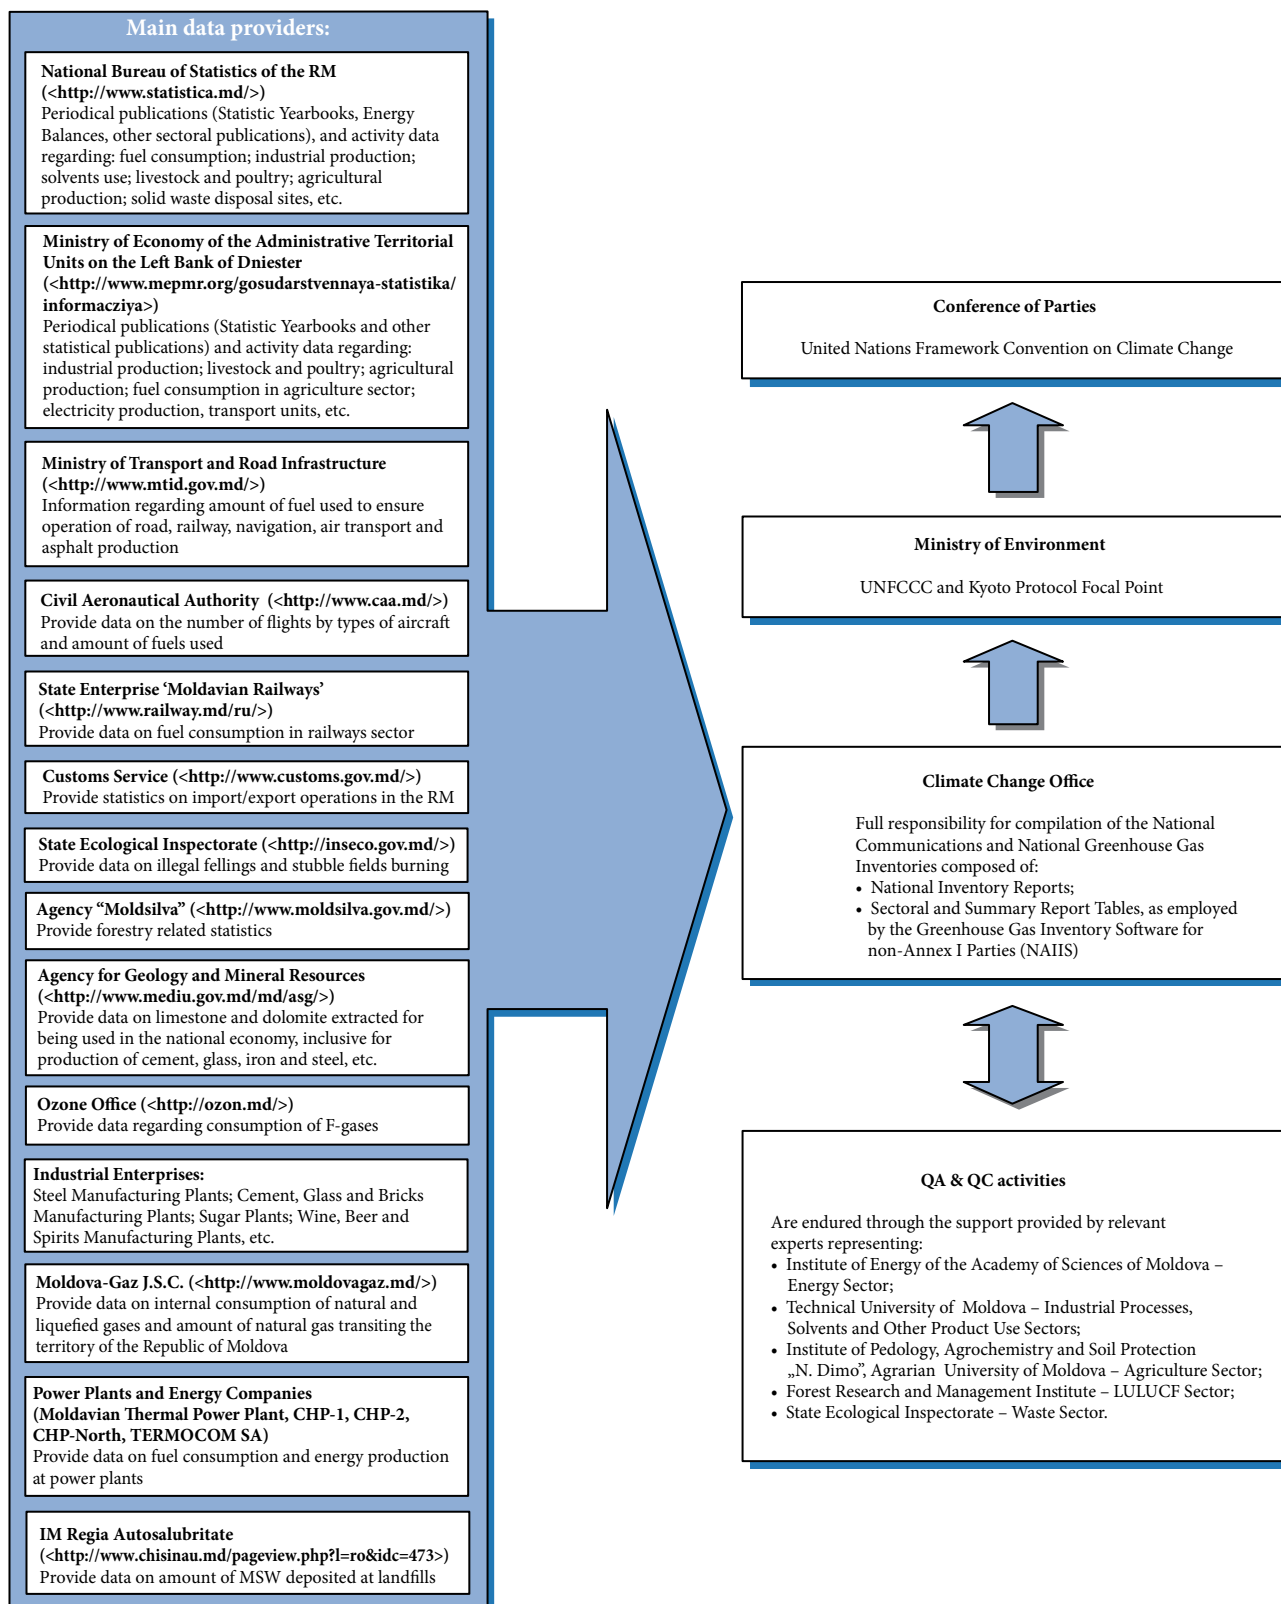 Main data providers:
National Bureau of Statistics of the RM
(<http://www.statistica.md/>)
Periodical publications (Statistic Yearbooks, Energy
Balances, other sectoral publications), and activity data
regarding: fuel consumption; industrial production;
solvents use; livestock and poultry; agricultural
production; solid waste disposal sites, etc.
Ministry of Economy of the Administrative Territorial
Units on the Left Bank of Dniester
(<http://www.mepmr.org/gosudarstvennaya-statistika/
informacziya>)
Periodical publications (Statistic Yearbooks and other
statistical publications) and activity data regarding:
industrial production; livestock and poultry; agricultural
production; fuel consumption in agriculture sector;
electricity production, transport units, etc.
Ministry of Transport and Road Infrastructure
(<http://www.mtid.gov.md/>)
Information regarding amount of fuel used to ensure
operation of road, railway, navigation, air transport and
asphalt production
Civil Aeronautical Authority (<http://www.caa.md/>)
Provide data on the number of flights by types of aircraft
and amount of fuels used
State Enterprise ‘Moldavian Railways’
(<http://www.railway.md/ru/>)
Provide data on fuel consumption in railways sector
Customs Service (<http://www.customs.gov.md/>)
Provide statistics on import/export operations in the RM
State Ecological Inspectorate (<http://inseco.gov.md/>)
Provide data on illegal fellings and stubble fields burning
Agency “Moldsilva” (<http://www.moldsilva.gov.md/>)
Provide forestry related statistics
Agency for Geology and Mineral Resources
(<http://www.mediu.gov.md/md/asg/>)
Provide data on limestone and dolomite extracted for
being used in the national economy, inclusive for
production of cement, glass, iron and steel, etc.
Ozone Office (<http://ozon.md/>)
Provide data regarding consumption of F-gases
Industrial Enterprises:
Steel Manufacturing Plants; Cement, Glass and Bricks
Manufacturing Plants; Sugar Plants; Wine, Beer and
Spirits Manufacturing Plants, etc.
Moldova-Gaz J.S.C. (<http://www.moldovagaz.md/>)
Provide data on internal consumption of natural and
liquefied gases and amount of natural gas transiting the
territory of the Republic of Moldova
Power Plants and Energy Companies
(Moldavian Thermal Power Plant, CHP-1, CHP-2,
CHP-North, TERMOCOM SA)
Provide data on fuel consumption and energy production
at power plants
IM Regia Autosalubritate
(<http://www.chisinau.md/pageview.php?l=ro&idc=473>)
Provide data on amount of MSW deposited at landfills
Conference of Parties
United Nations Framework Convention on Climate Change
Ministry of Environment
UNFCCC and Kyoto Protocol Focal Point
Climate Change Office
Full responsibility for compilation of the National
Communications and National Greenhouse Gas
Inventories composed of:
• National Inventory Reports;
• Sectoral and Summary Report Tables, as employed
by the Greenhouse Gas Inventory Software for
non-Annex I Parties (NAIIS)
QA & QC activities
Are endured through the support provided by relevant
experts representing:
• Institute of Energy of the Academy of Sciences of Moldova –
Energy Sector;
• Technical University of Moldova – Industrial Processes,
Solvents and Other Product Use Sectors;
• Institute of Pedology, Agrochemistry and Soil Protection
„N. Dimo”, Agrarian University of Moldova – Agriculture Sector;
• Forest Research and Management Institute – LULUCF Sector;
• State Ecological Inspectorate – Waste Sector.